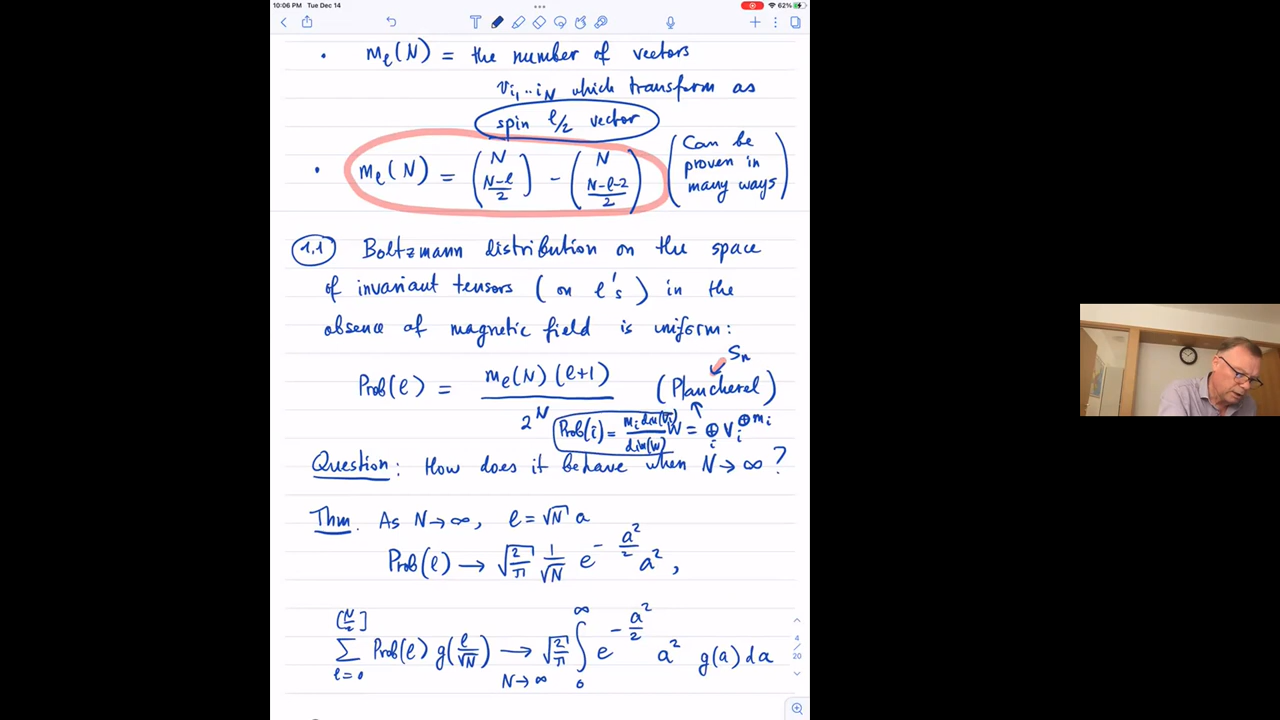 10:06 PM Tue Dec 14
62%
• m_ℓ(N) = the number of vectors
v_{i₁...i_N} which transform as
spin ℓ/2 vector
• m_ℓ(N) = (N (N-ℓ)/2) - (N (N-ℓ-2)/2) (Can be proven in many ways)
1.1 Boltzmann distribution on the space
of invariant tensors (on ℓ's) in the
absence of magnetic field is uniform:
S_n
Prob(ℓ) = m_ℓ(N)(ℓ+1) / 2^N (Plancherel)
Prob(i) = m_i dim(V_i) / dim(W) W = ⊕_i V_i^{⊕ m_i}
Question: How does it behave when N → ∞ ?
Thm. As N → ∞, ℓ = √N a
Prob(ℓ) → √(2/π) 1/√N e^{-a²/2} a²,
∑_{ℓ=0}^{[N/2]} Prob(ℓ) g(ℓ/√N) → _{N→∞} √(2/π) ∫_0^∞ e^{-a²/2} a² g(a) da
4
/
20